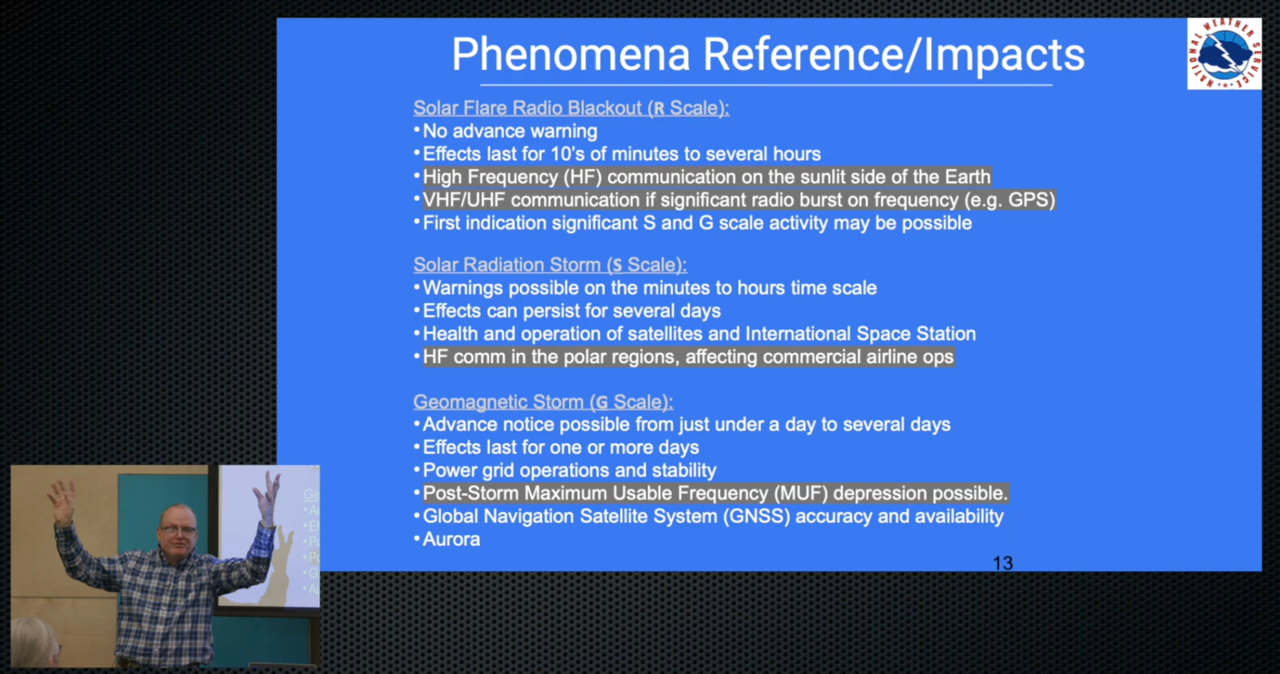 Phenomena Reference/Impacts
NATIONAL WEATHER SERVICE
Solar Flare Radio Blackout (R Scale):
•No advance warning
•Effects last for 10's of minutes to several hours
•High Frequency (HF) communication on the sunlit side of the Earth
•VHF/UHF communication if significant radio burst on frequency (e.g. GPS)
•First indication significant S and G scale activity may be possible
Solar Radiation Storm (S Scale):
•Warnings possible on the minutes to hours time scale
•Effects can persist for several days
•Health and operation of satellites and International Space Station
•HF comm in the polar regions, affecting commercial airline ops
Geomagnetic Storm (G Scale):
•Advance notice possible from just under a day to several days
•Effects last for one or more days
•Power grid operations and stability
•Post-Storm Maximum Usable Frequency (MUF) depression possible.
•Global Navigation Satellite System (GNSS) accuracy and availability
•Aurora
13